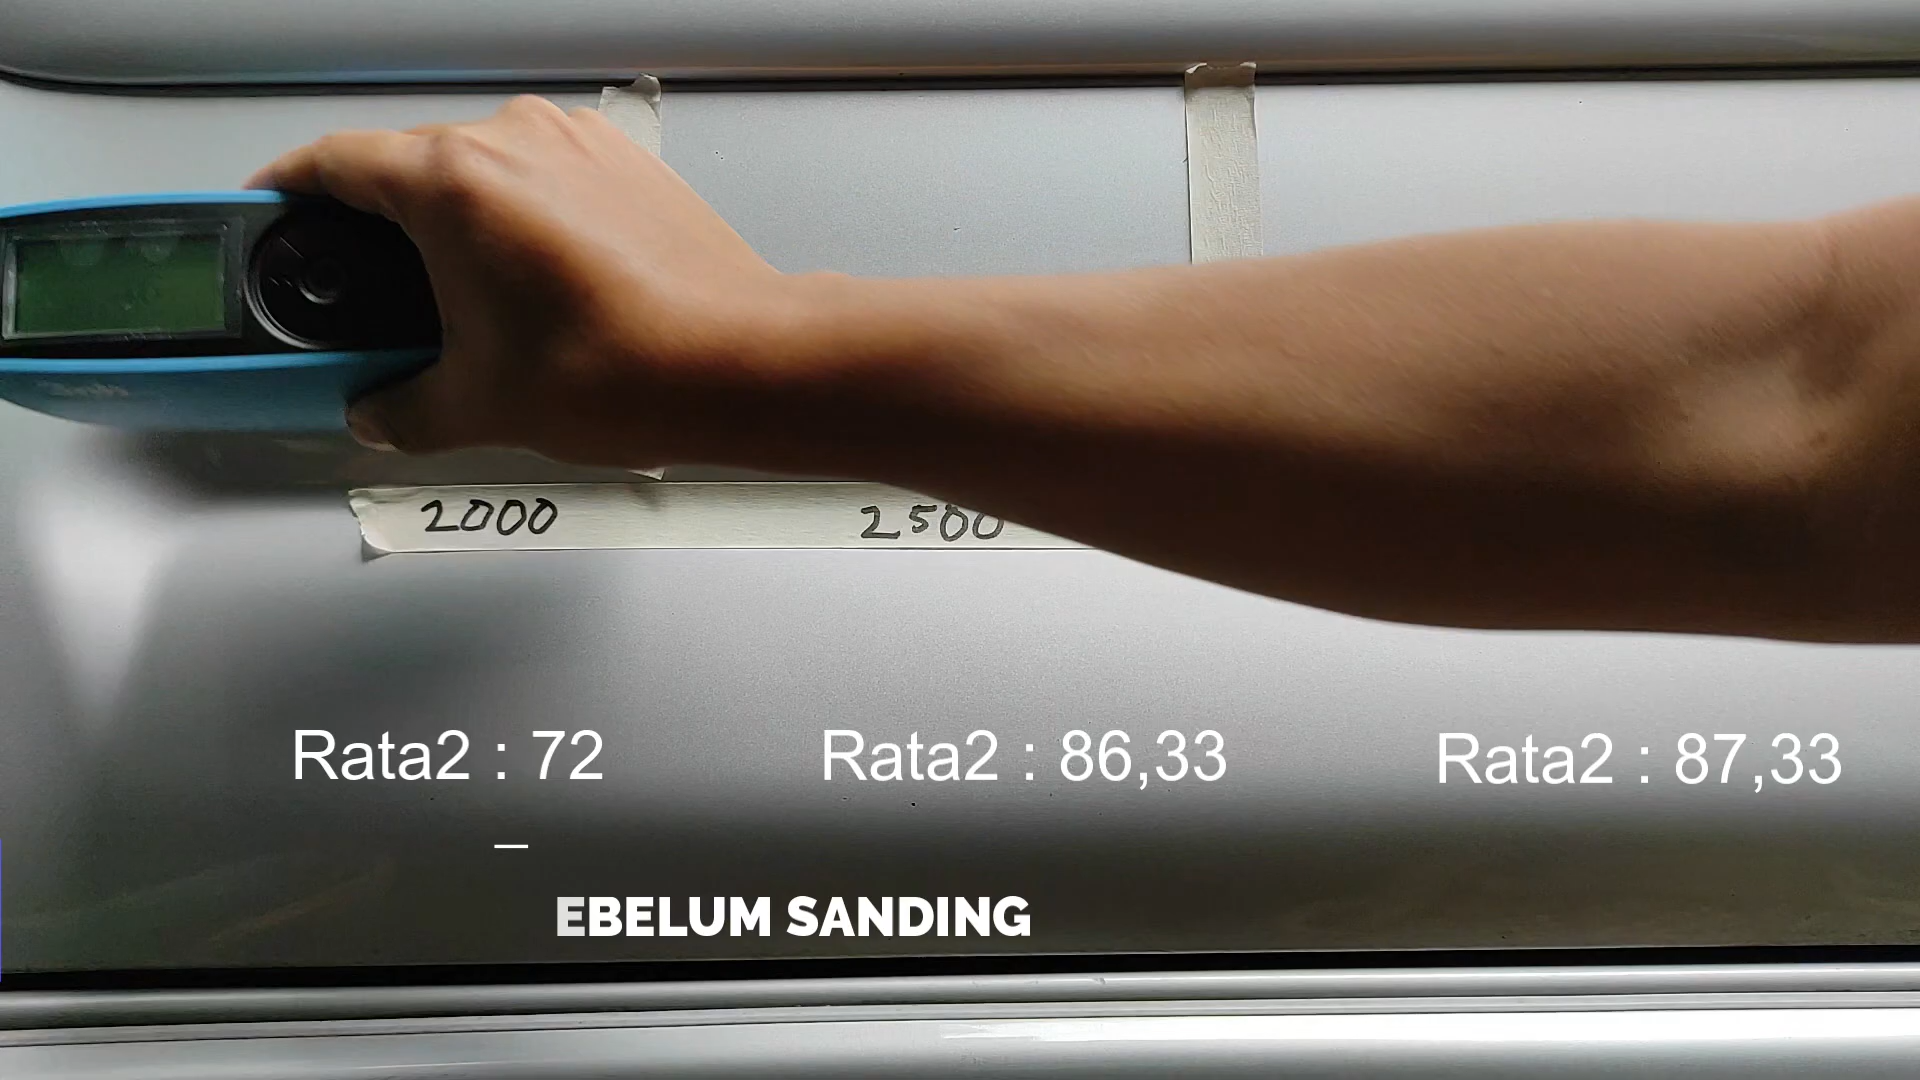 2000 2500
Rata2 : 72 Rata2 : 86,33 Rata2 : 87,33
_
EBELUM SANDING